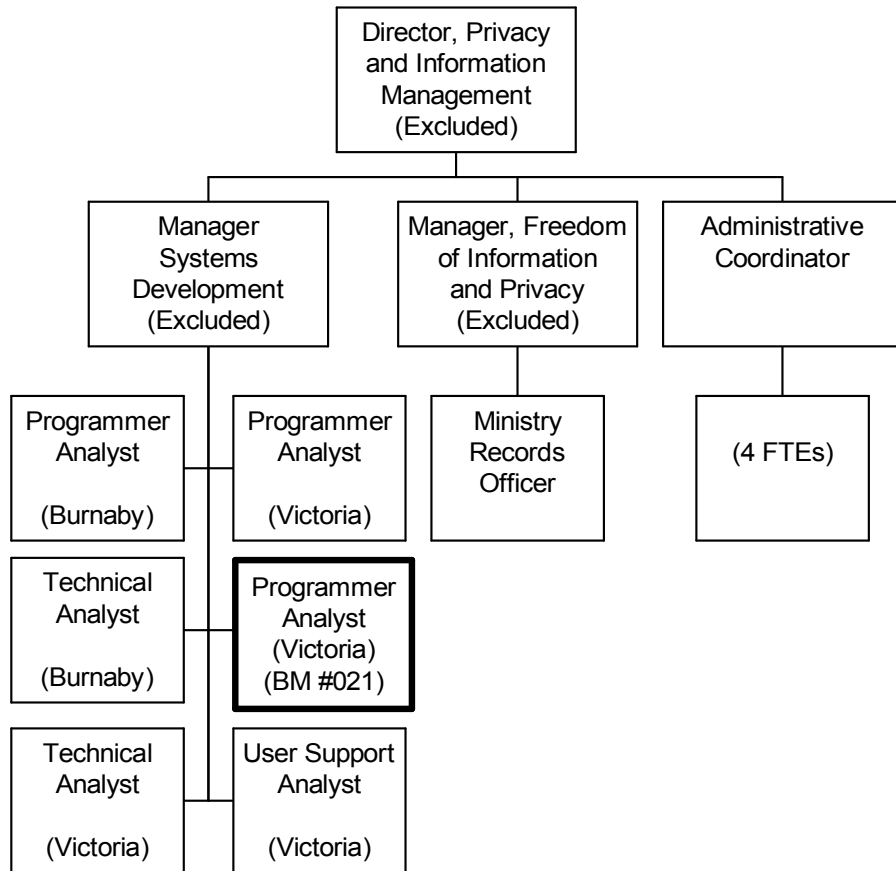 Director, Privacy
and Information
Management
(Excluded)
Manager
Systems
Development
(Excluded)
Manager, Freedom
of Information
and Privacy
(Excluded)
Administrative
Coordinator
Programmer
Analyst
(Burnaby)
Programmer
Analyst
(Victoria)
Ministry
Records
Officer
(4 FTEs)
Technical
Analyst
(Burnaby)
Programmer
Analyst
(Victoria)
(BM #021)
Technical
Analyst
(Victoria)
User Support
Analyst
(Victoria)